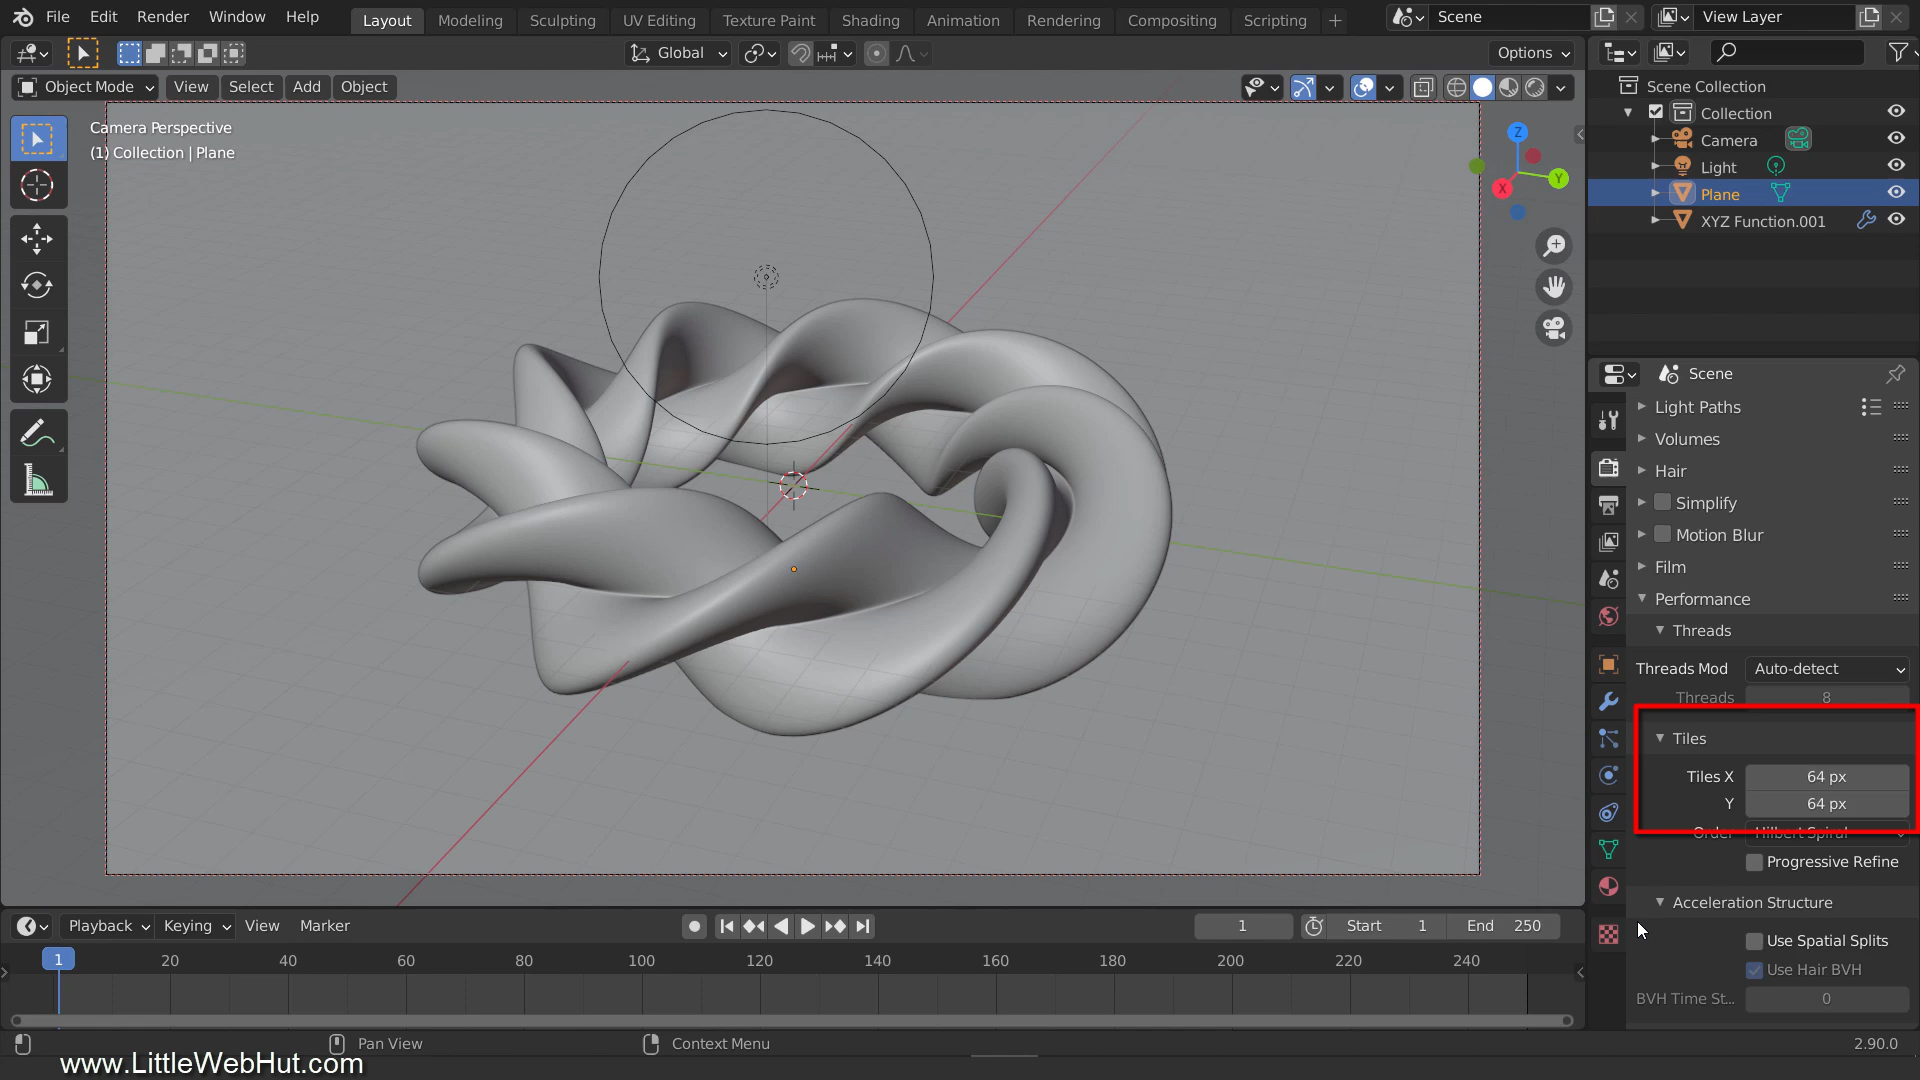 File Edit Render Window Help Layout Modeling Sculpting UV Editing Texture Paint Shading Animation Rendering Compositing Scripting + Scene View Layer
Global Options
Object Mode View Select Add Object
Camera Perspective
(1) Collection | Plane
Z
Y
X
Scene Collection
Collection
Camera
Light
Plane
XYZ Function.001
Scene
Light Paths
Volumes
Hair
Simplify
Motion Blur
Film
Performance
Threads
Threads Mod Auto-detect
Threads 8
Tiles
Tiles X 64 px
Y 64 px
Order Hilbert Spiral
Progressive Refine
Acceleration Structure
Use Spatial Splits
Use Hair BVH
BVH Time St... 0
Playback Keying View Marker 1 Start 1 End 250
1 20 40 60 80 100 120 140 160 180 200 220 240
Pan View Context Menu 2.90.0
www.LittleWebHut.com